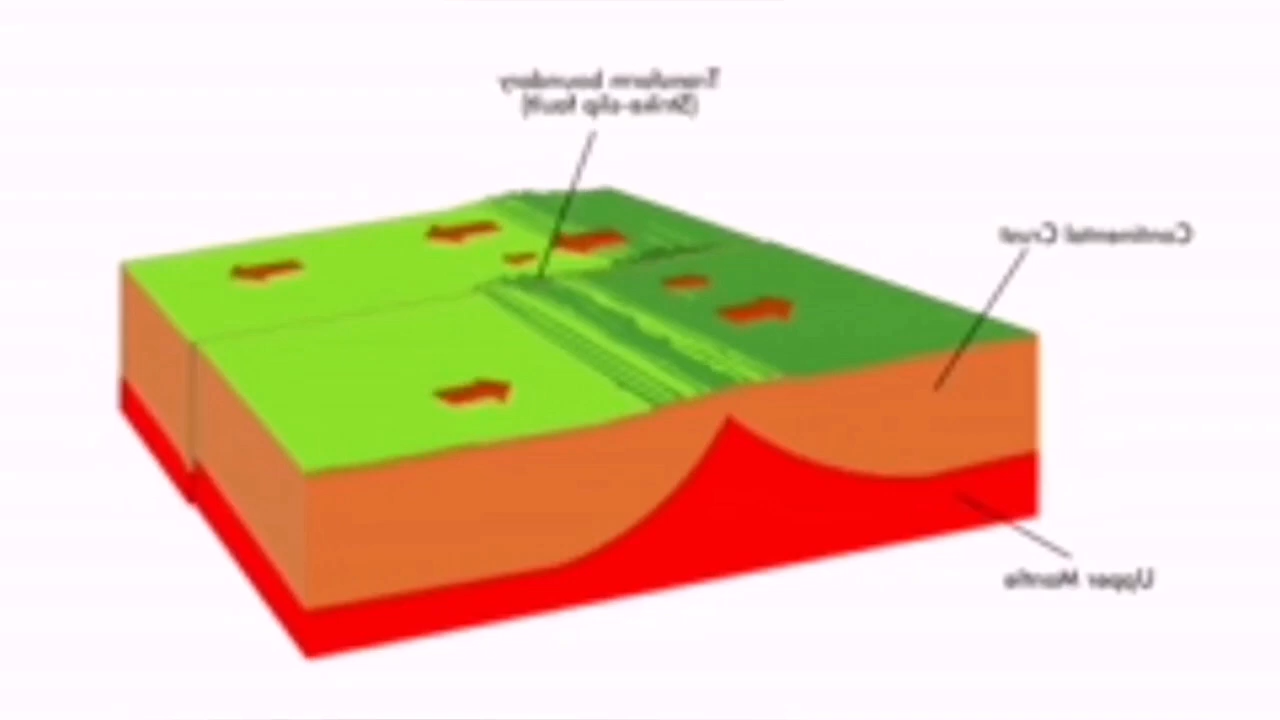 Transform boundary
(Strike-slip fault)
Continental Crust
Upper Mantle